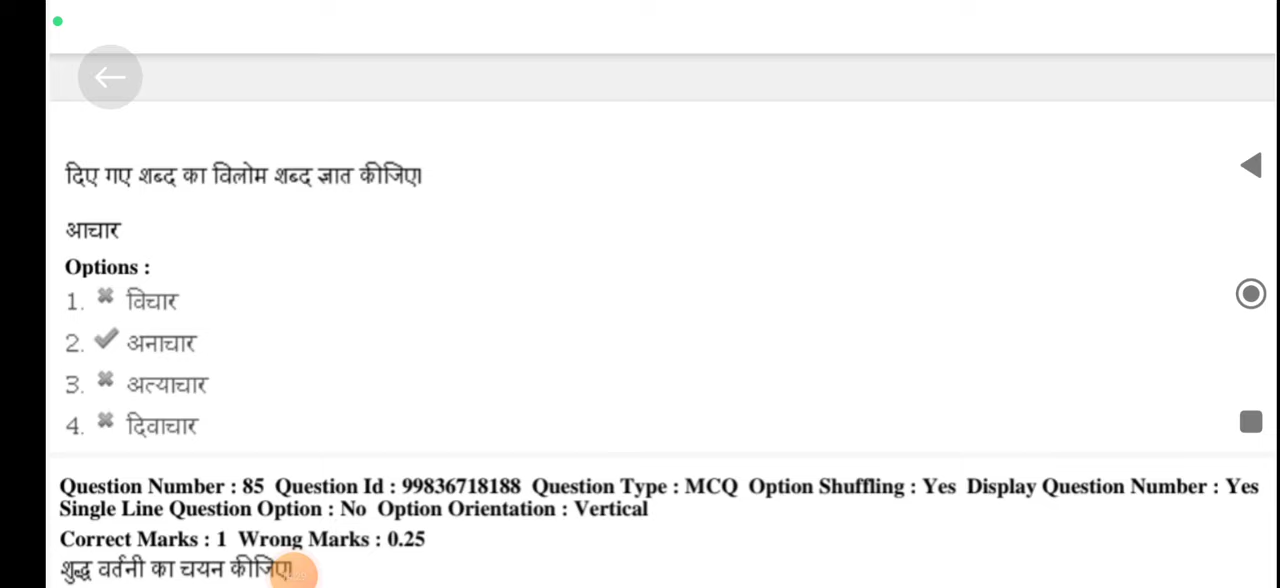 दिए गए शब्द का विलोम शब्द ज्ञात कीजिए।
आचार
Options :
1. ✖ विचार
2. ✔ अनाचार
3. ✖ अत्याचार
4. ✖ दिवाचार
Question Number : 85 Question Id : 99836718188 Question Type : MCQ Option Shuffling : Yes Display Question Number : Yes
Single Line Question Option : No Option Orientation : Vertical
Correct Marks : 1 Wrong Marks : 0.25
शुद्ध वर्तनी का चयन कीजिए।